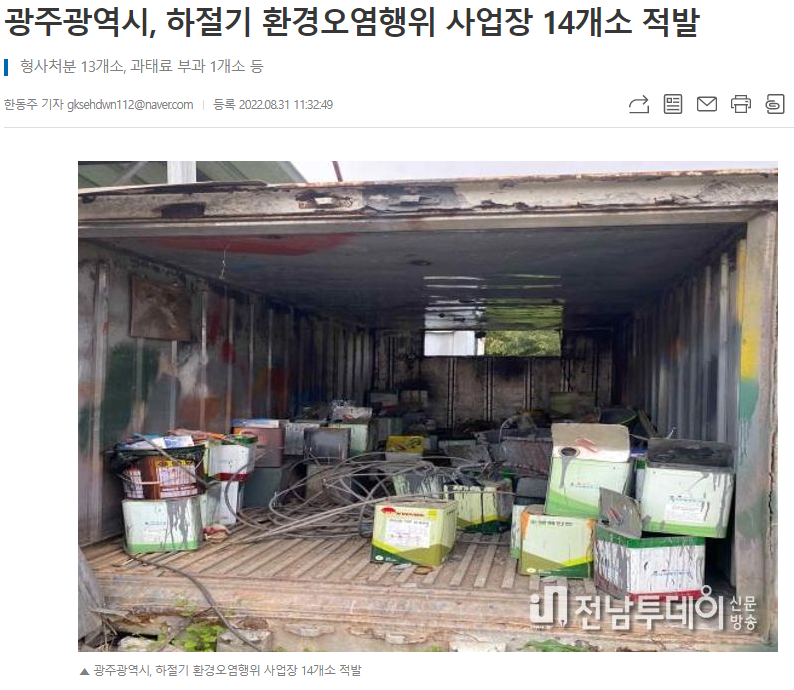 광주광역시, 하절기 환경오염행위 사업장 14개소 적발
형사처분 13개소, 과태료 부과 1개소 등
한동주 기자 gksehdwn112@naver.com | 등록 2022.08.31 11:32:49
in 전남투데이 신문 방송
▲ 광주광역시, 하절기 환경오염행위 사업장 14개소 적발